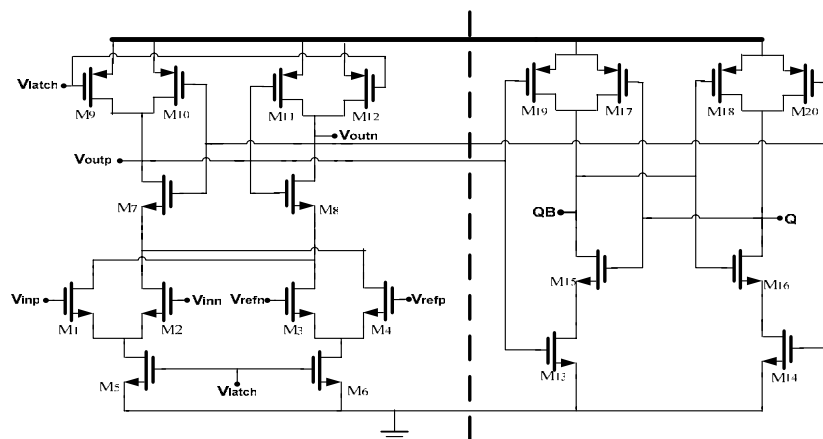 Vlatch
M9
M10
M11
M12
M19
M17
M18
M20
Voutn
Voutp
M7
M8
QB
Q
M15
M16
Vinp
Vinn
Vrefn
Vrefp
M1
M2
M3
M4
M5
M6
M13
M14
Vlatch